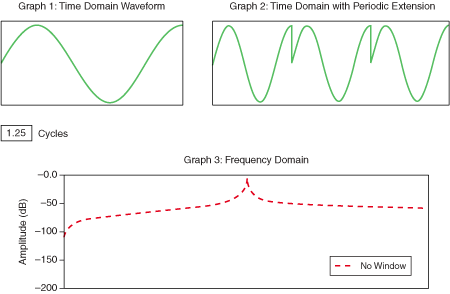 Graph 1: Time Domain Waveform
Graph 2: Time Domain with Periodic Extension
1.25 Cycles
Graph 3: Frequency Domain
Amplitude (dB)
−0.0
−50
−100
−150
−200
No Window